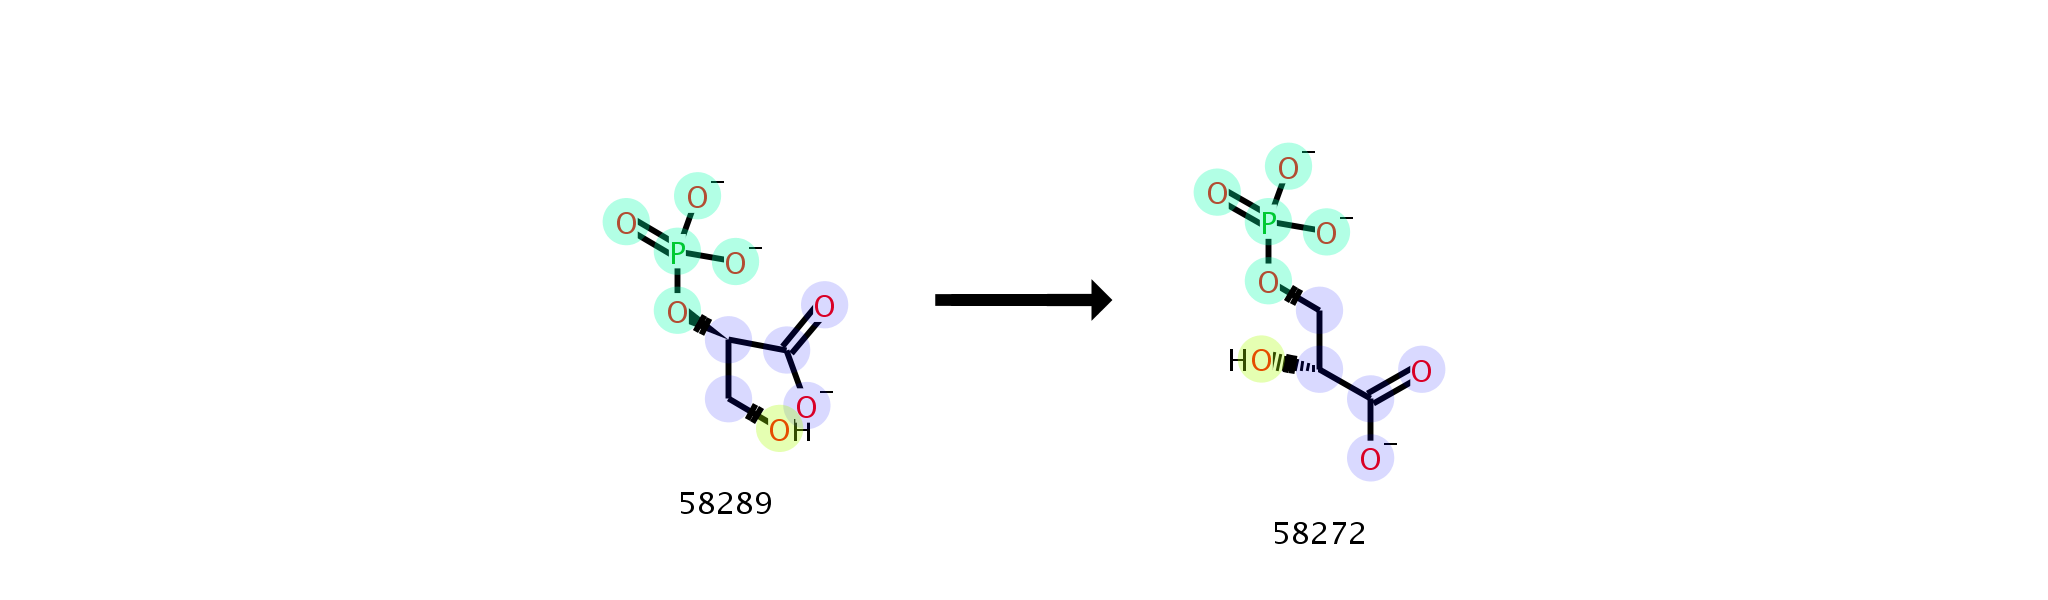 O⁻ O⁻
O O
P O⁻ P O⁻
O O O
HO O
O⁻ O⁻
OH
58289 58272